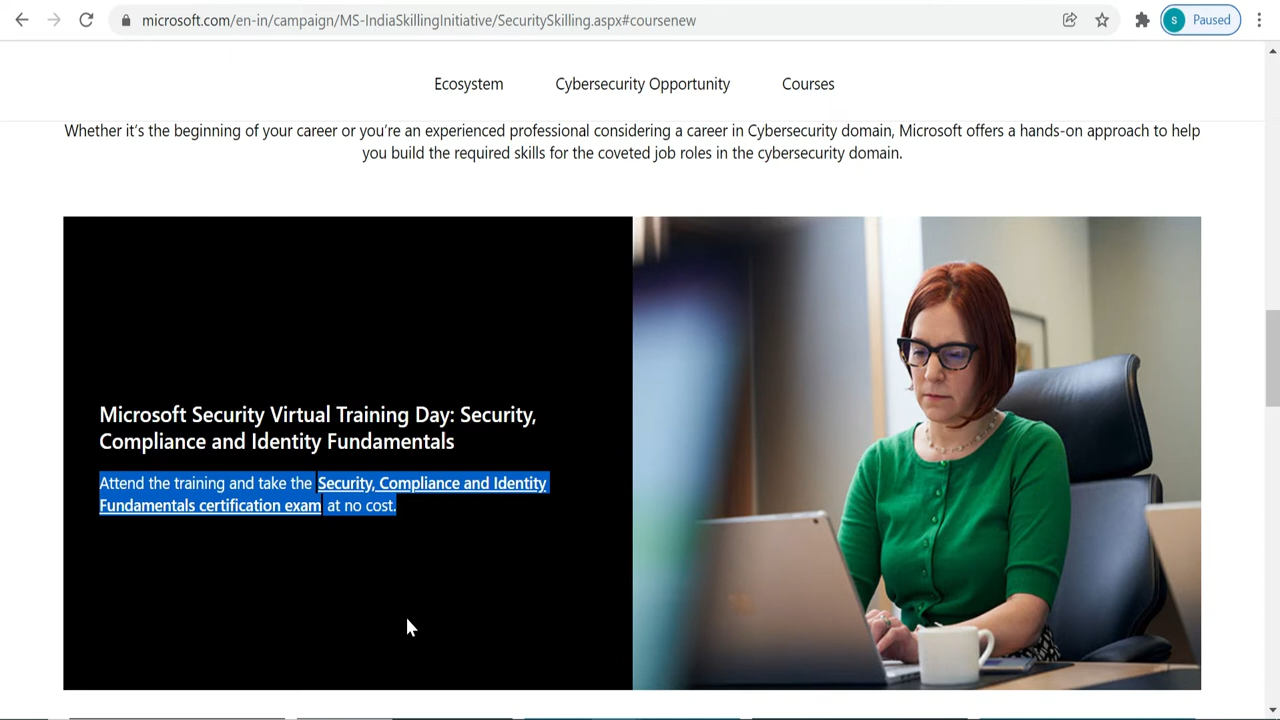 microsoft.com/en-in/campaign/MS-IndiaSkillingInitiative/SecuritySkilling.aspx#coursenew
S
Paused
Ecosystem
Cybersecurity Opportunity
Courses
Whether it's the beginning of your career or you're an experienced professional considering a career in Cybersecurity domain, Microsoft offers a hands-on approach to help
you build the required skills for the coveted job roles in the cybersecurity domain.
Microsoft Security Virtual Training Day: Security,
Compliance and Identity Fundamentals
Attend the training and take the Security, Compliance and Identity
Fundamentals certification exam at no cost.